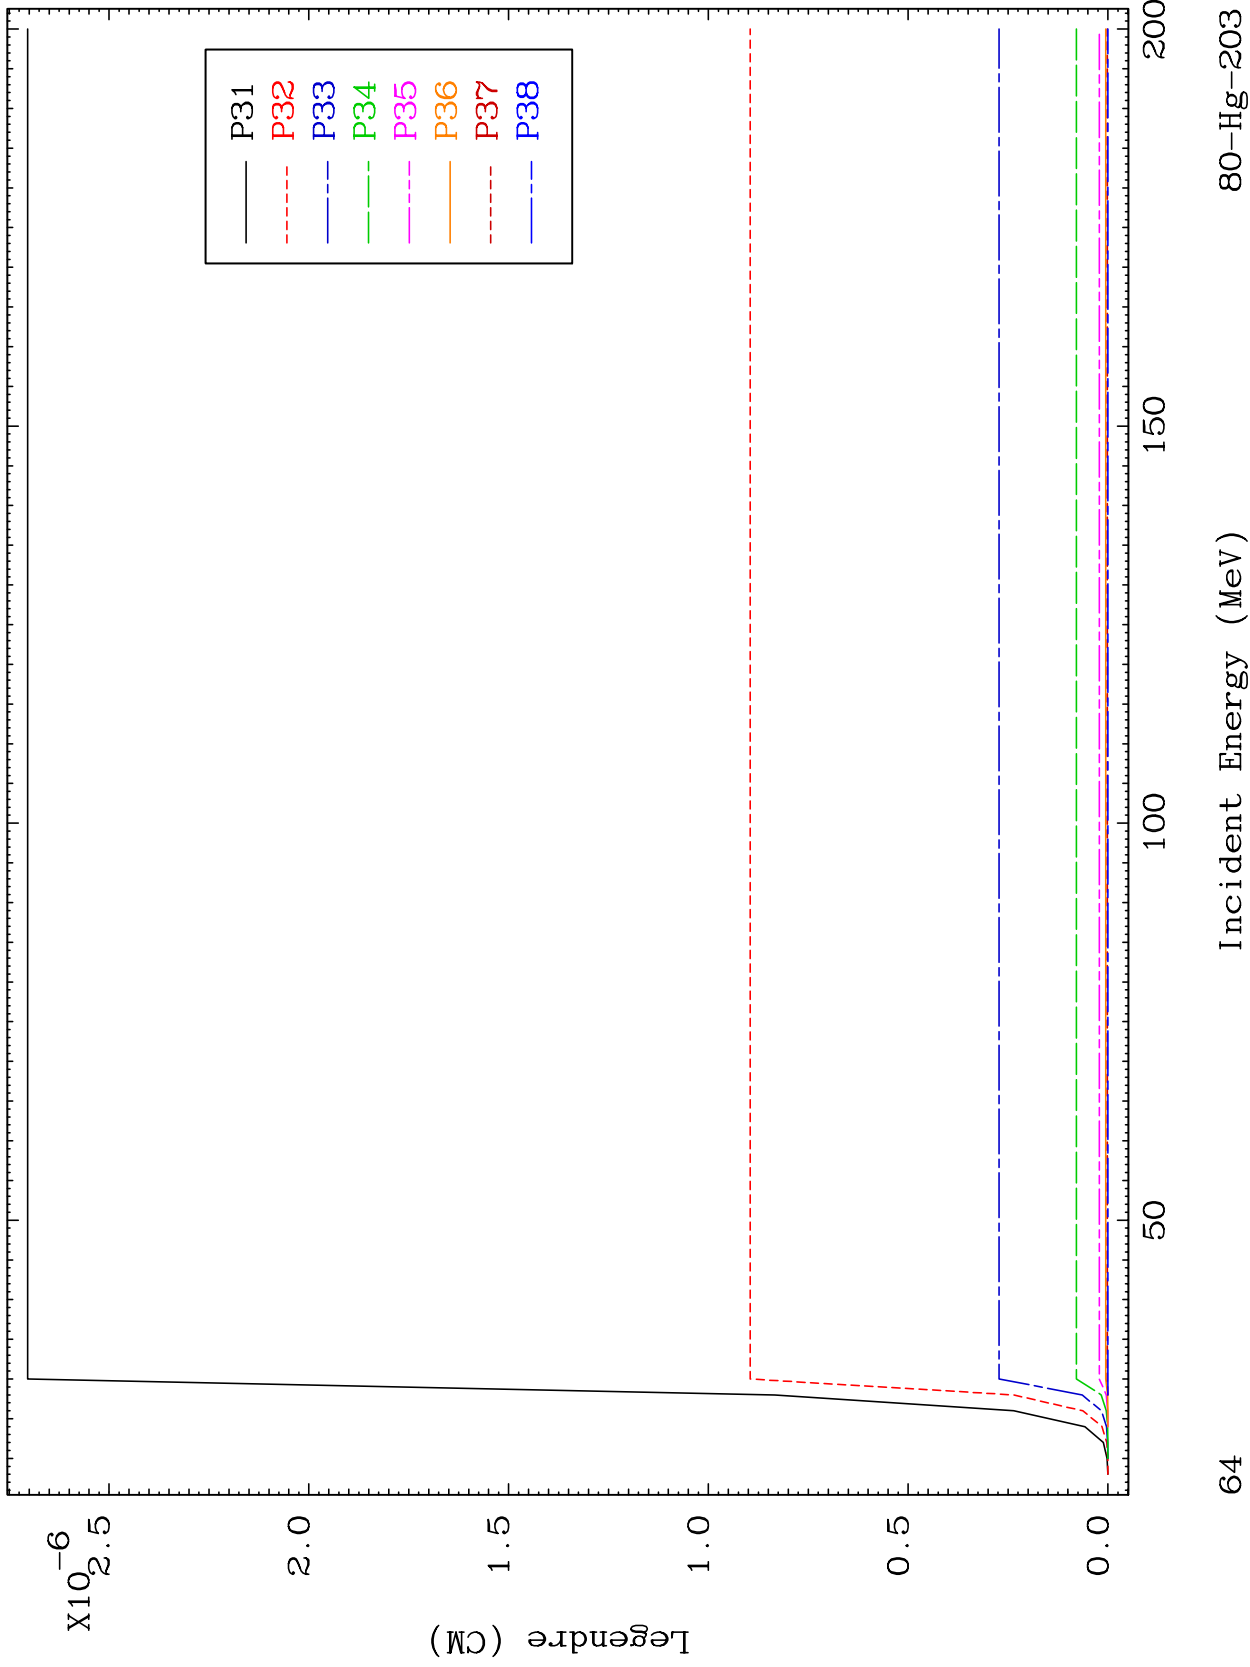 X10-6
2.5
2.0
1.5
1.0
0.5
0.0
Legendre (CM)
P31
P32
P33
P34
P35
P36
P37
P38
50
100
150
200
64
Incident Energy (MeV)
80-Hg-203